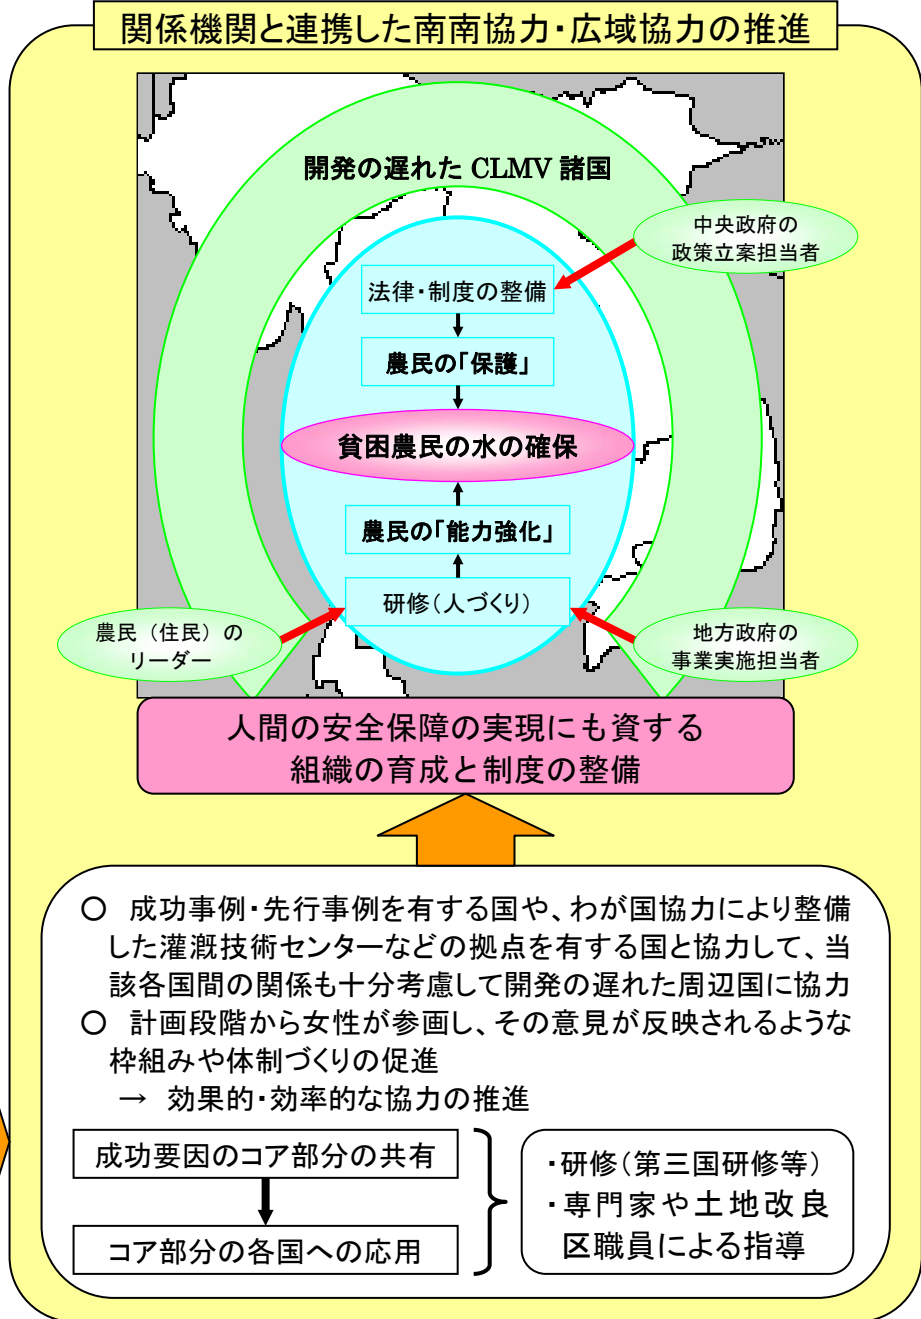 関係機関と連携した南南協力・広域協力の推進
開発の遅れた CLMV 諸国
中央政府の
政策立案担当者
法律・制度の整備
農民の「保護」
貧困農民の水の確保
農民の「能力強化」
研修（人づくり）
農民（住民）の
リーダー
地方政府の
事業実施担当者
人間の安全保障の実現にも資する
組織の育成と制度の整備
○ 成功事例・先行事例を有する国や、わが国協力により整備
した灌漑技術センターなどの拠点を有する国と協力して、当
該各国間の関係も十分考慮して開発の遅れた周辺国に協力
○ 計画段階から女性が参画し、その意見が反映されるような
枠組みや体制づくりの促進
→ 効果的・効率的な協力の推進
成功要因のコア部分の共有
コア部分の各国への応用
・研修（第三国研修等）
・専門家や土地改良
区職員による指導